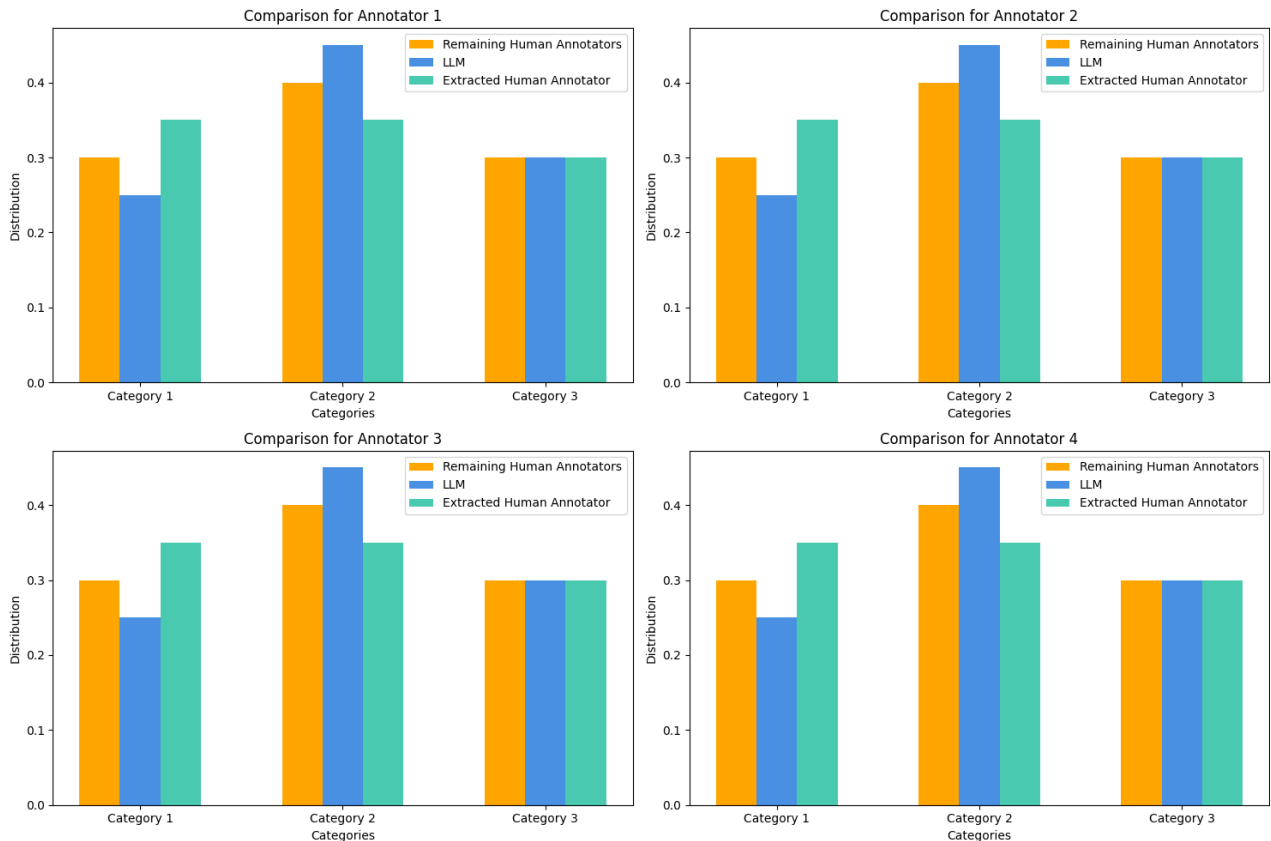 Comparison for Annotator 1
Remaining Human Annotators
LLM
Extracted Human Annotator
Distribution
0.4
0.3
0.2
0.1
0.0
Category 1
Category 2
Category 3
Categories
Comparison for Annotator 2
Remaining Human Annotators
LLM
Extracted Human Annotator
Distribution
0.4
0.3
0.2
0.1
0.0
Category 1
Category 2
Category 3
Categories
Comparison for Annotator 3
Remaining Human Annotators
LLM
Extracted Human Annotator
Distribution
0.4
0.3
0.2
0.1
0.0
Category 1
Category 2
Category 3
Categories
Comparison for Annotator 4
Remaining Human Annotators
LLM
Extracted Human Annotator
Distribution
0.4
0.3
0.2
0.1
0.0
Category 1
Category 2
Category 3
Categories